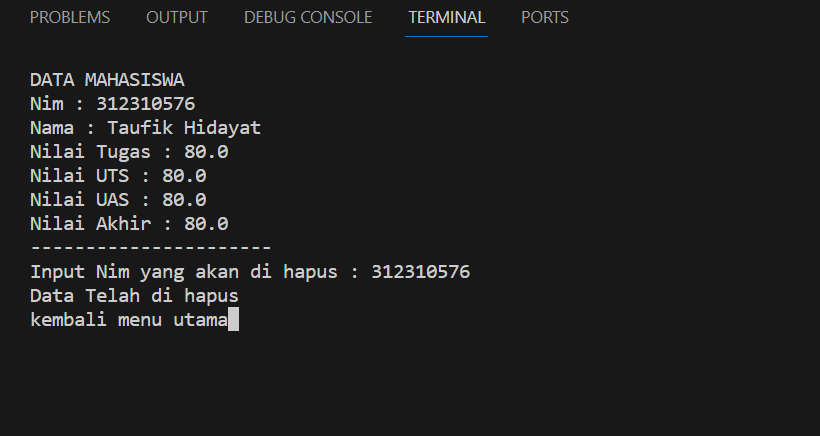 PROBLEMS OUTPUT DEBUG CONSOLE TERMINAL PORTS
DATA MAHASISWA
Nim : 312310576
Nama : Taufik Hidayat
Nilai Tugas : 80.0
Nilai UTS : 80.0
Nilai UAS : 80.0
Nilai Akhir : 80.0
----------------------
Input Nim yang akan di hapus : 312310576
Data Telah di hapus
kembali menu utama